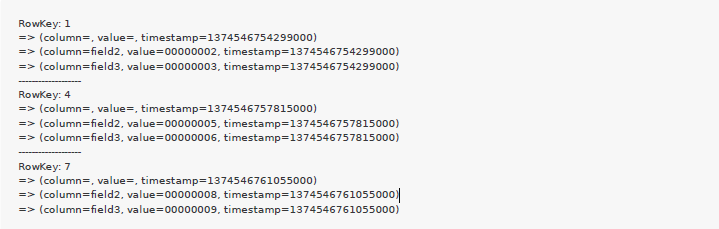 RowKey: 1
=> (column=, value=, timestamp=1374546754299000)
=> (column=field2, value=00000002, timestamp=1374546754299000)
=> (column=field3, value=00000003, timestamp=1374546754299000)
-------------------
RowKey: 4
=> (column=, value=, timestamp=1374546757815000)
=> (column=field2, value=00000005, timestamp=1374546757815000)
=> (column=field3, value=00000006, timestamp=1374546757815000)
-------------------
RowKey: 7
=> (column=, value=, timestamp=1374546761055000)
=> (column=field2, value=00000008, timestamp=1374546761055000)
=> (column=field3, value=00000009, timestamp=1374546761055000)